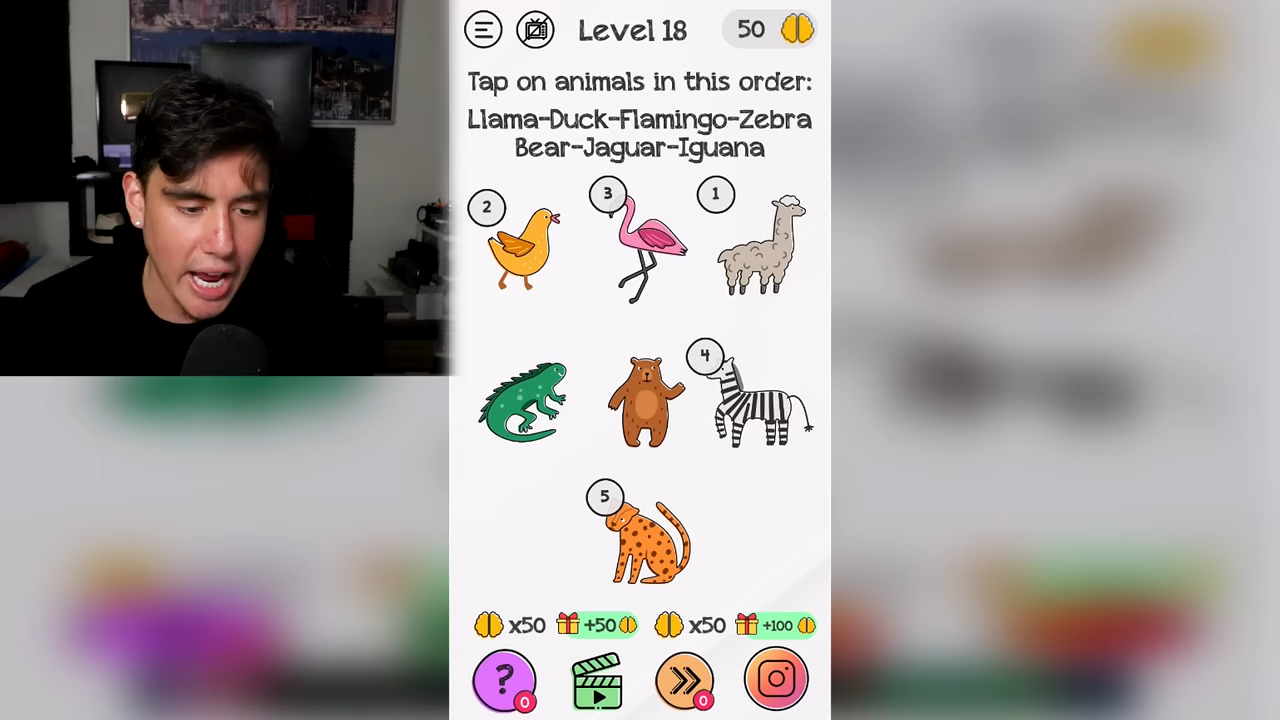 Level 18
50
Tap on animals in this order:
Llama-Duck-Flamingo-Zebra
Bear-Jaguar-Iguana
2
3
1
4
5
x50
+50
x50
+100
?
0
0